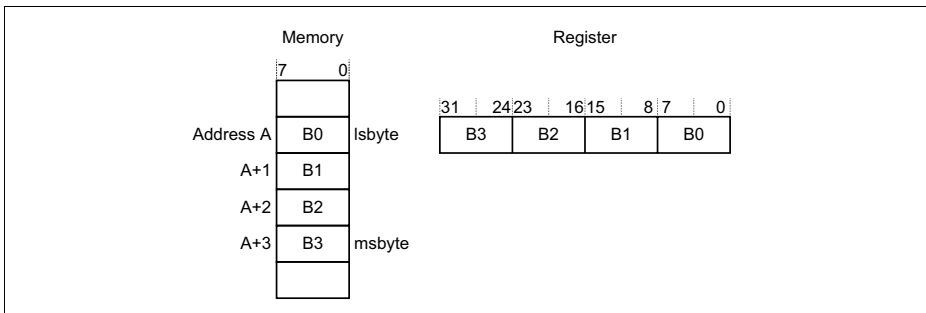 Memory Register
7 0
31 24 23 16 15 8 7 0
Address A B0 lsbyte B3 B2 B1 B0
A+1 B1
A+2 B2
A+3 B3 msbyte